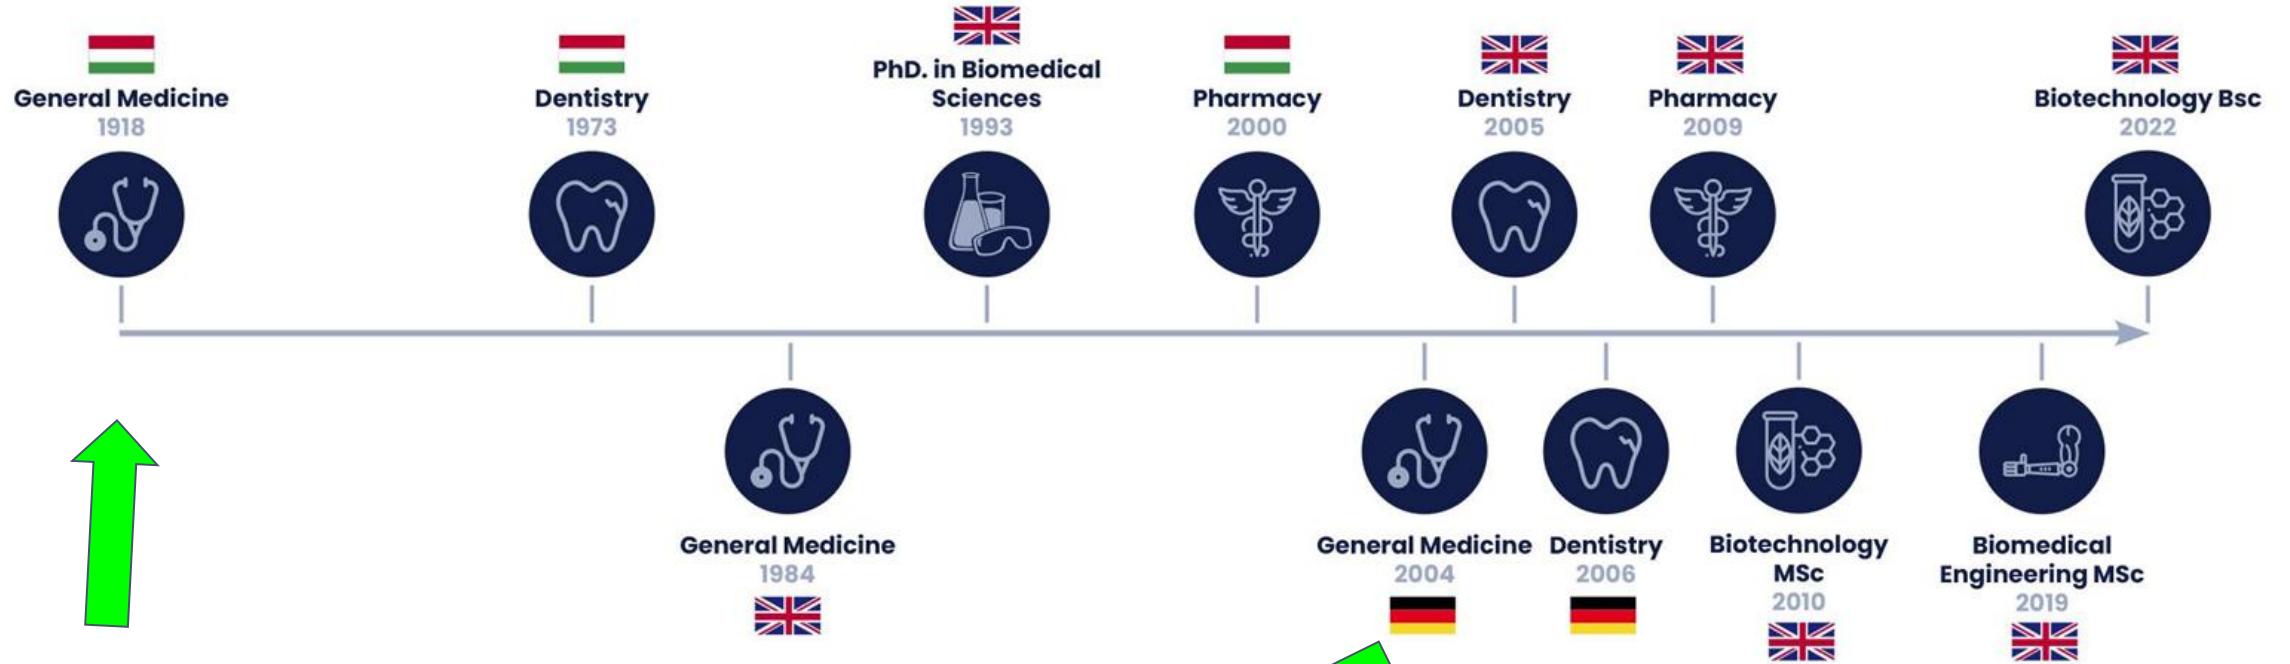 General Medicine
1918
Dentistry
1973
PhD. in Biomedical
Sciences
1993
Pharmacy
2000
Dentistry
2005
Pharmacy
2009
Biotechnology Bsc
2022
General Medicine
1984
General Medicine
2004
Dentistry
2006
Biotechnology
MSc
2010
Biomedical
Engineering MSc
2019